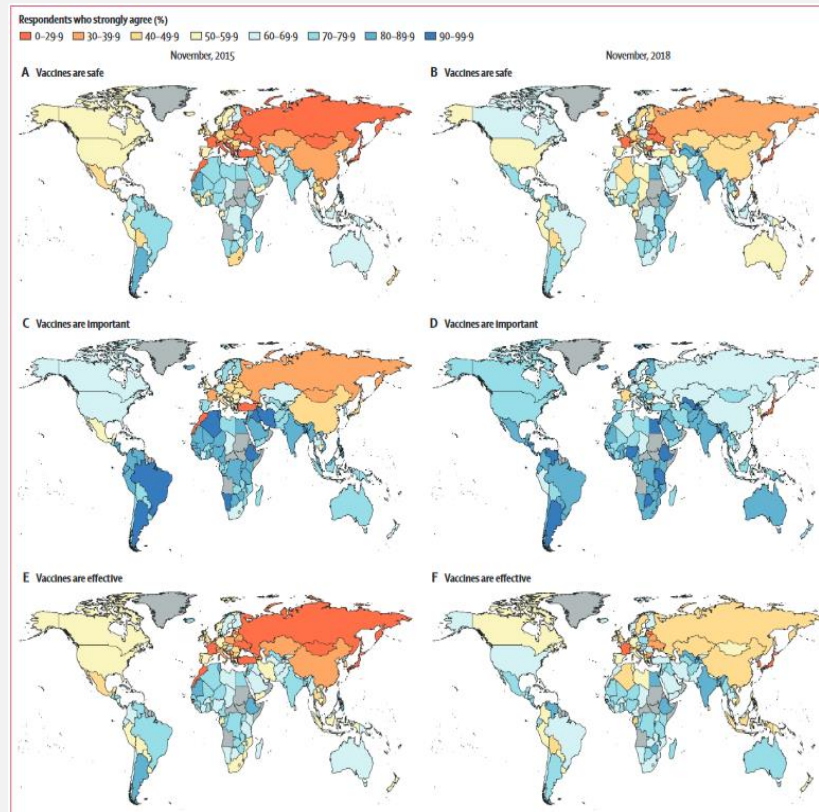 Respondents who strongly agree (%)
0–29·9 30–39·9 40–49·9 50–59·9 60–69·9 70–79·9 80–89·9 90–99·9
November, 2015 November, 2018
A Vaccines are safe B Vaccines are safe
C Vaccines are important D Vaccines are important
E Vaccines are effective F Vaccines are effective